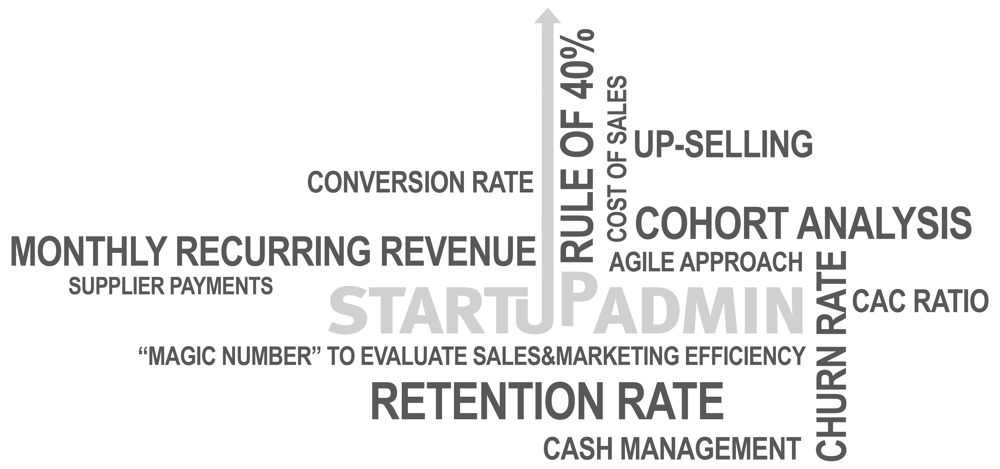 RULE OF 40%
COST OF SALES
UP-SELLING
CONVERSION RATE
COHORT ANALYSIS
MONTHLY RECURRING REVENUE
AGILE APPROACH
SUPPLIER PAYMENTS
STARTUPADMIN
CHURN RATE
CAC RATIO
“MAGIC NUMBER” TO EVALUATE SALES&MARKETING EFFICIENCY
RETENTION RATE
CASH MANAGEMENT